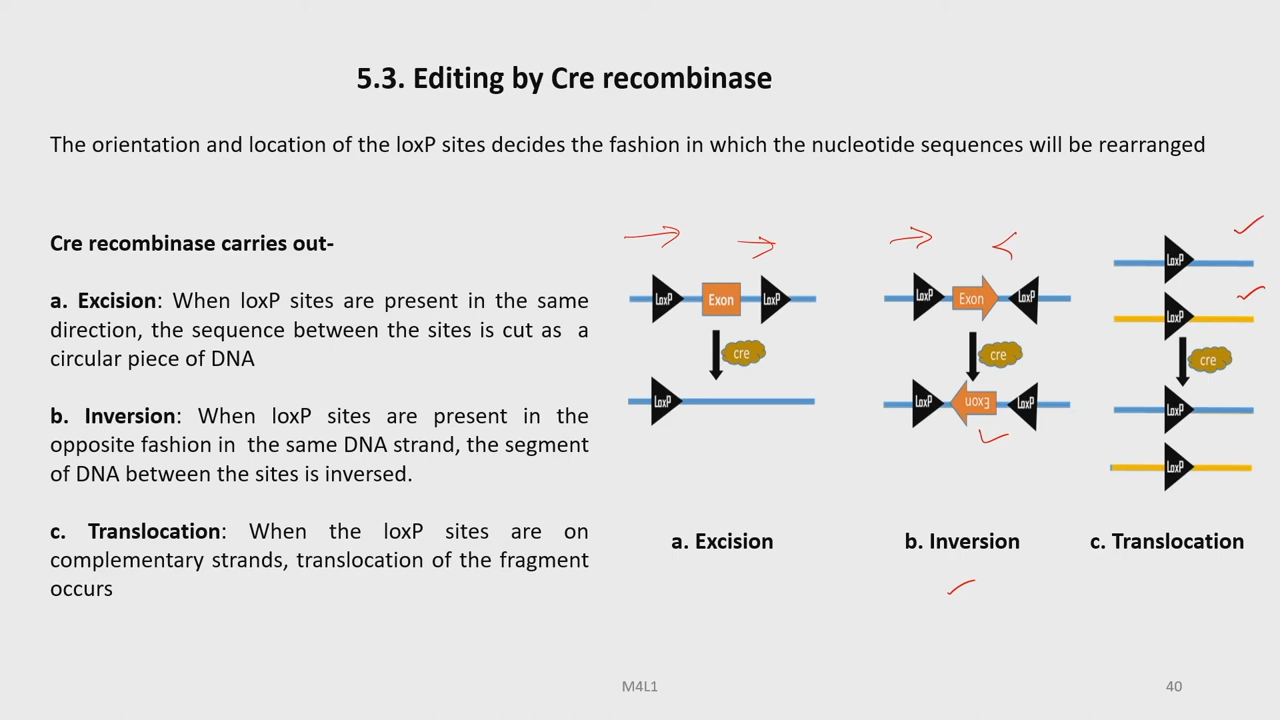 5.3. Editing by Cre recombinase
The orientation and location of the loxP sites decides the fashion in which the nucleotide sequences will be rearranged
Cre recombinase carries out-
a. Excision: When loxP sites are present in the same
direction, the sequence between the sites is cut as a
circular piece of DNA
b. Inversion: When loxP sites are present in the
opposite fashion in the same DNA strand, the segment
of DNA between the sites is inversed.
c. Translocation: When the loxP sites are on
complementary strands, translocation of the fragment
occurs
LoxP Exon LoxP
cre
LoxP
a. Excision
LoxP Exon LoxP
cre
LoxP Exon LoxP
b. Inversion
LoxP
LoxP
cre
LoxP
LoxP
c. Translocation
M4L1
40